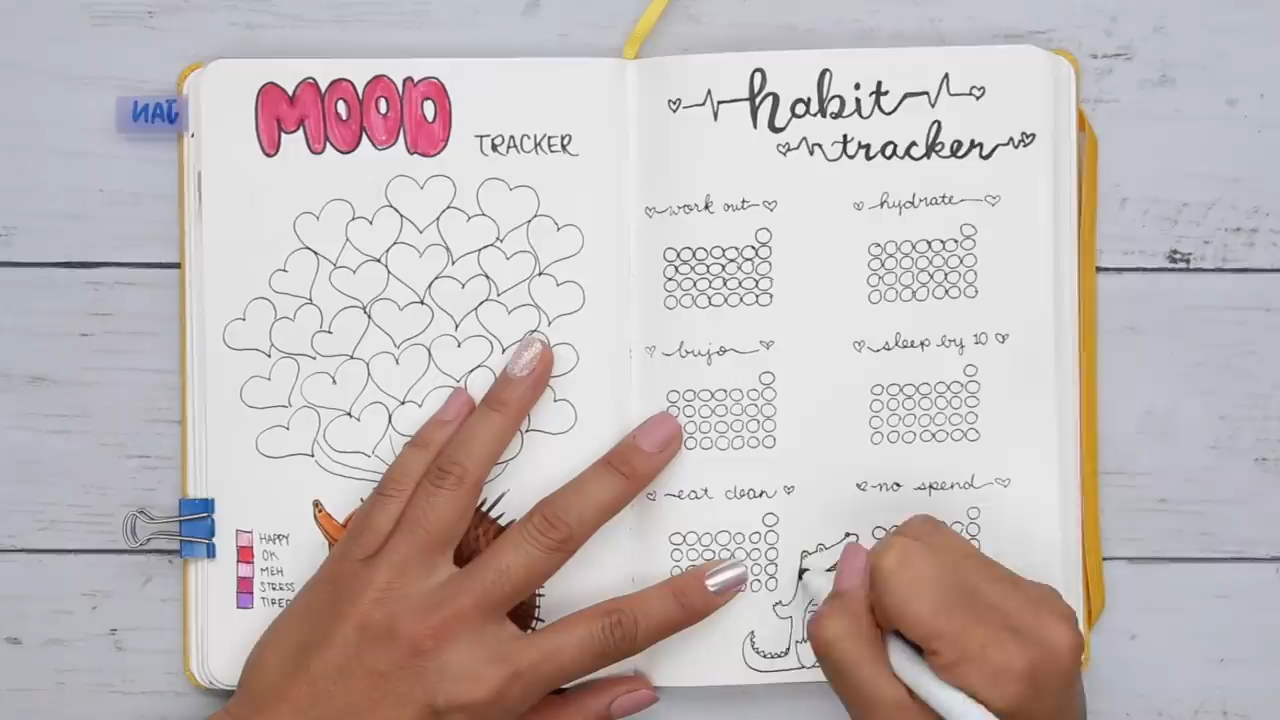 JAN
MOOD
TRACKER
HAPPY
OK
MEH
STRESS
TIRED
habit
tracker
work out
hydrate
bujo
sleep by 10
eat clean
no spend